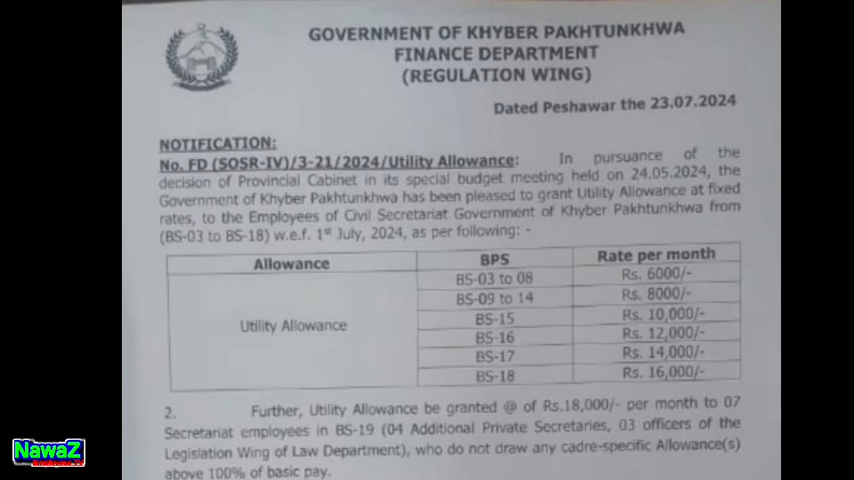 GOVERNMENT OF KHYBER PAKHTUNKHWA
FINANCE DEPARTMENT
(REGULATION WING)
Dated Peshawar the 23.07.2024
NOTIFICATION:
No. FD (SOSR-IV)/3-21/2024/Utility Allowance: In pursuance of the
decision of Provincial Cabinet in its special budget meeting held on 24.05.2024, the
Government of Khyber Pakhtunkhwa has been pleased to grant Utility Allowance at fixed
rates, to the Employees of Civil Secretariat Government of Khyber Pakhtunkhwa from
(BS-03 to BS-18) w.e.f. 1st July, 2024, as per following: -
Allowance BPS Rate per month
BS-03 to 08 Rs. 6000/-
BS-09 to 14 Rs. 8000/-
Utility Allowance BS-15 Rs. 10,000/-
BS-16 Rs. 12,000/-
BS-17 Rs. 14,000/-
BS-18 Rs. 16,000/-
2. Further, Utility Allowance be granted @ of Rs.18,000/- per month to 07
Secretariat employees in BS-19 (04 Additional Private Secretaries, 03 officers of the
Legislation Wing of Law Department), who do not draw any cadre-specific Allowance(s)
above 100% of basic pay.
NawaZ